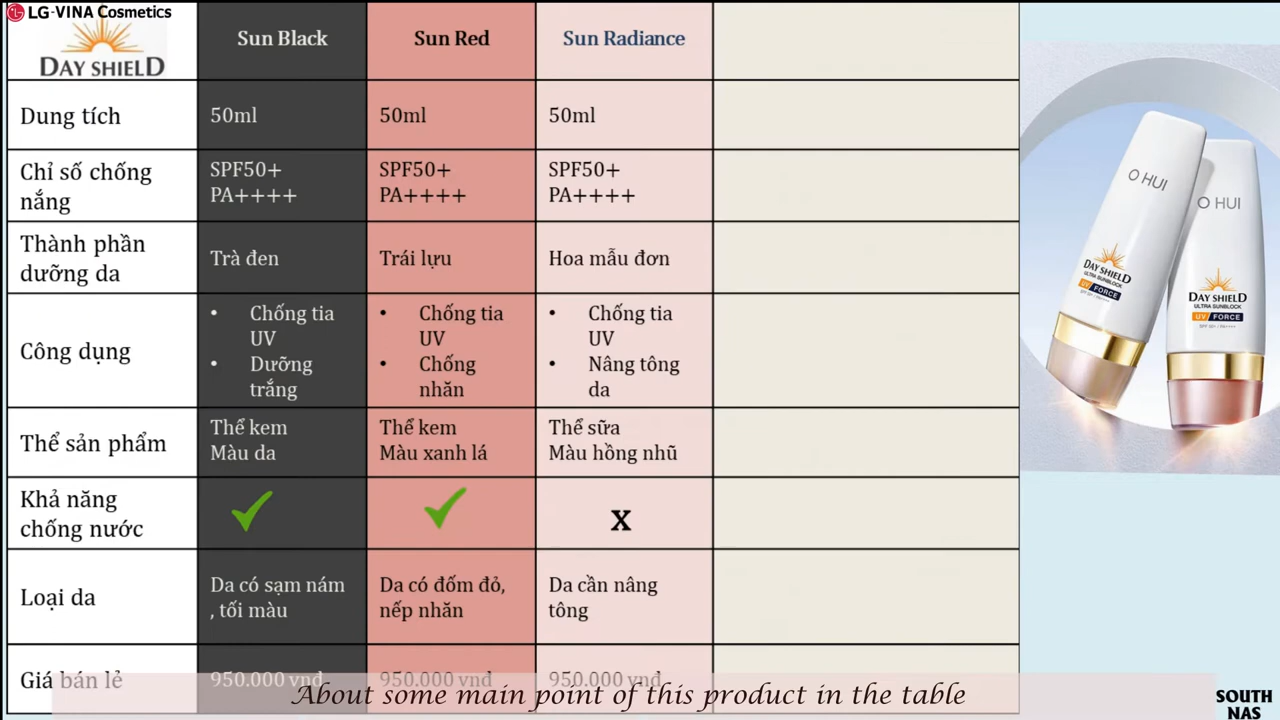 LG-VINA Cosmetics
DAY SHIELD
Sun Black
Sun Red
Sun Radiance
Dung tích
50ml
50ml
50ml
Chỉ số chống
nắng
SPF50+
PA++++
SPF50+
PA++++
SPF50+
PA++++
Thành phần
dưỡng da
Trà đen
Trái lựu
Hoa mẫu đơn
Công dụng
• Chống tia
UV
• Dưỡng
trắng
• Chống tia
UV
• Chống
nhăn
• Chống tia
UV
• Nâng tông
da
Thể sản phẩm
Thể kem
Màu da
Thể kem
Màu xanh lá
Thể sữa
Màu hồng nhũ
Khả năng
chống nước
x
Loại da
Da có sạm nám
, tối màu
Da có đốm đỏ,
nếp nhăn
Da cần nâng
tông
Giá bán lẻ
950.000 vnd
950.000 vnd
950.000 vnd
About some main point of this product in the table
O HUI
DAY SHIELD
ULTRA SUNBLOCK
UV FORCE
O HUI
DAY SHIELD
ULTRA SUNBLOCK
UV FORCE
SOUTH
NAS